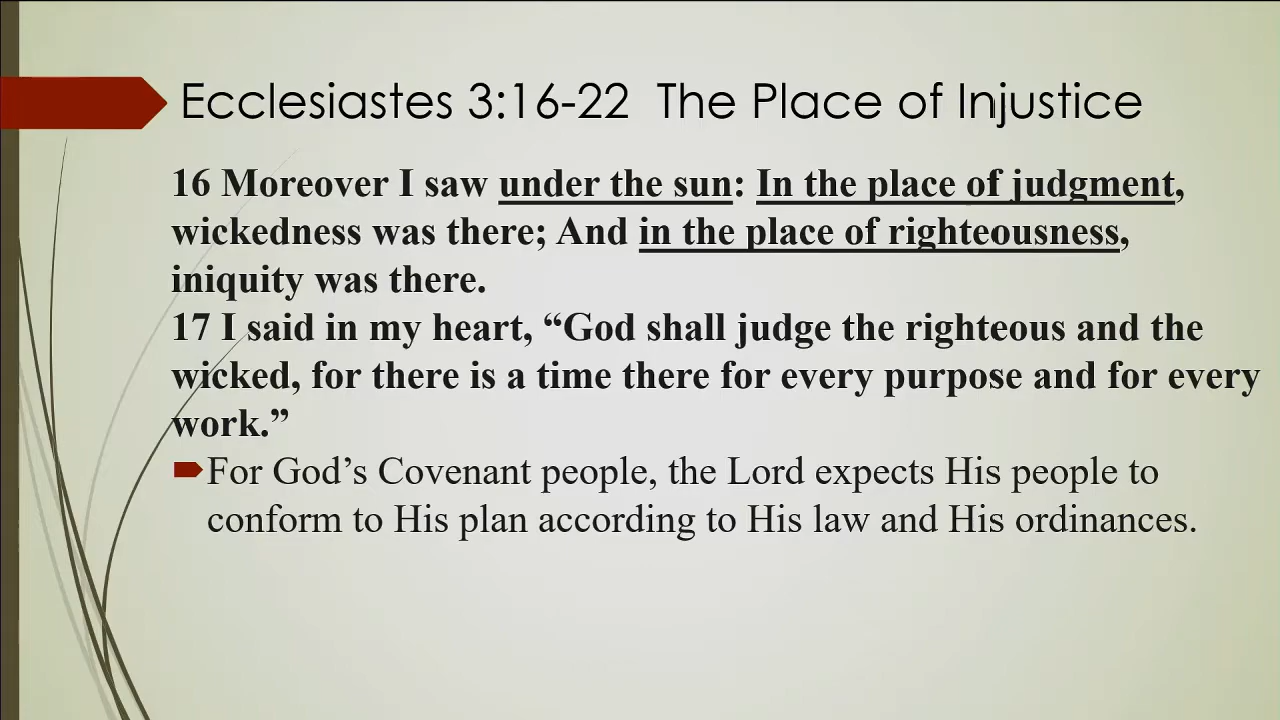 Ecclesiastes 3:16-22  The Place of Injustice
16 Moreover I saw under the sun: In the place of judgment,
wickedness was there; And in the place of righteousness,
iniquity was there.
17 I said in my heart, “God shall judge the righteous and the
wicked, for there is a time there for every purpose and for every
work.”
For God’s Covenant people, the Lord expects His people to
conform to His plan according to His law and His ordinances.